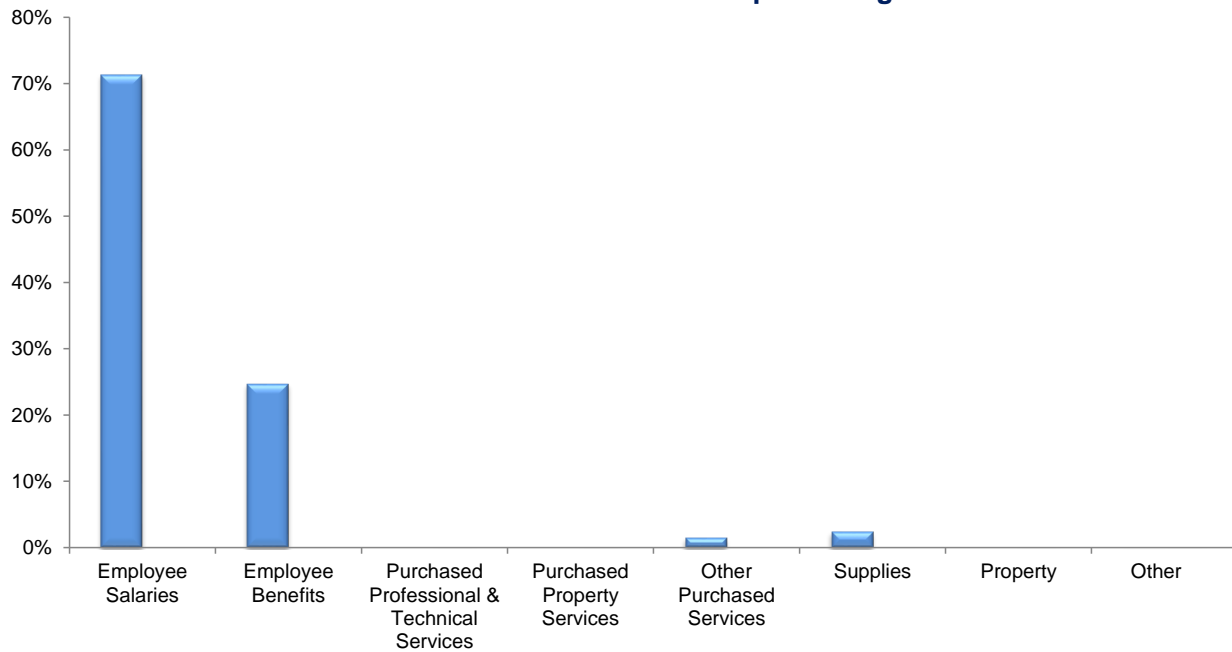 80%
70%
60%
50%
40%
30%
20%
10%
0%
Employee
Salaries
Employee
Benefits
Purchased
Professional &
Technical
Services
Purchased
Property
Services
Other
Purchased
Services
Supplies
Property
Other